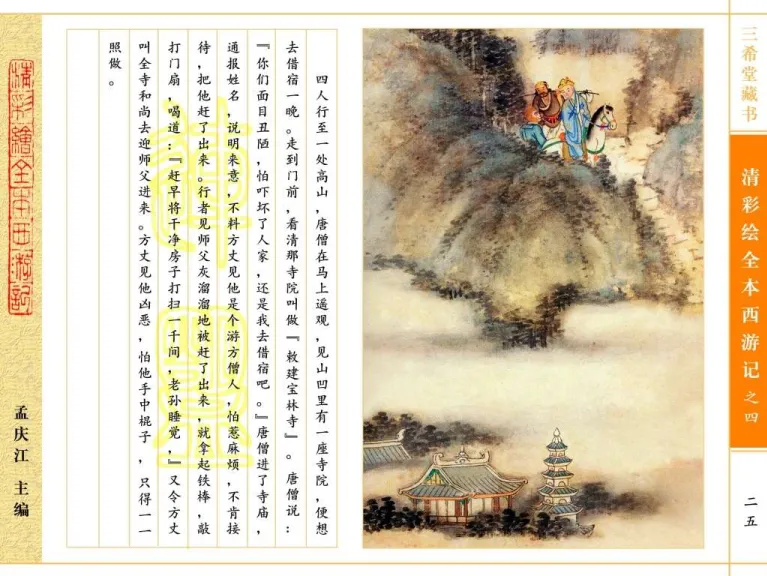 三希堂藏书
清彩绘全本西游记之四
二五
四人行至一处高山，唐僧在马上遥观，见山凹里有一座寺院，便想
去借宿一晚。走到门前，看清那寺院叫做『敕建宝林寺』。唐僧说：
『你们面目丑陋，怕吓坏了人家，还是我去借宿吧。』唐僧进了寺庙，
通报姓名，说明来意，不料方丈见他是个游方僧人，怕惹麻烦，不肯接
待，把他赶了出来。行者见师父灰溜溜地被赶了出来，就拿起铁棒，敲
打门扇，喝道：『赶早将干净房子打扫一千间，老孙睡觉，』又令方丈
叫全寺和尚去迎师父进来。方丈见他凶恶，怕他手中棍子，只得一一
照做。
清彩繪全本西游記
孟庆江 主编